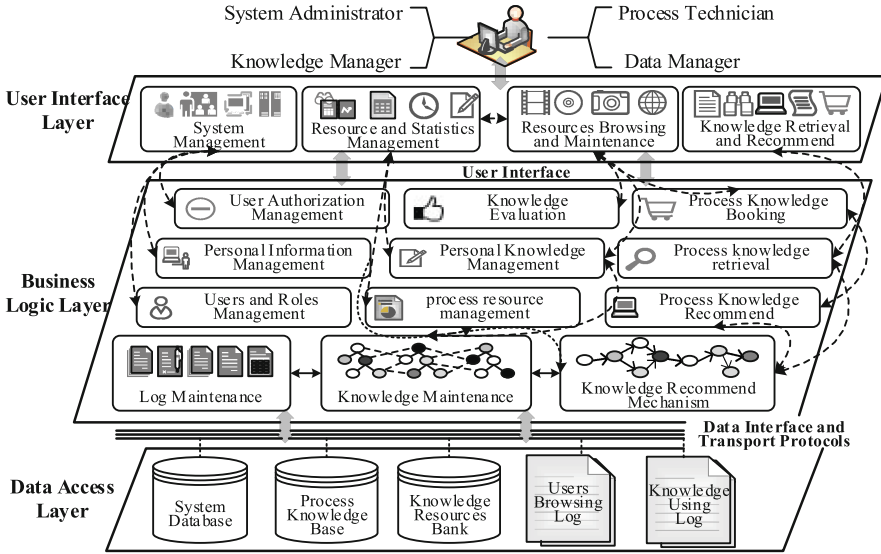 System Administrator
Process Technician
Knowledge Manager
Data Manager
User Interface
Layer
System
Management
Resource and Statistics
Management
Resources Browsing
and Maintenance
Knowledge Retrieval
and Recommend
User Interface
Business
Logic Layer
User Authorization
Management
Knowledge
Evaluation
Process Knowledge
Booking
Personal Information
Management
Personal Knowledge
Management
Process knowledge
retrieval
Users and Roles
Management
process resource
management
Process Knowledge
Recommend
Log Maintenance
Knowledge Maintenance
Knowledge Recommend
Mechanism
Data Interface and
Transport Protocols
Data Access
Layer
System
Database
Process
Knowledge
Base
Knowledge
Resources
Bank
Users
Browsing
Log
Knowledge
Using
Log